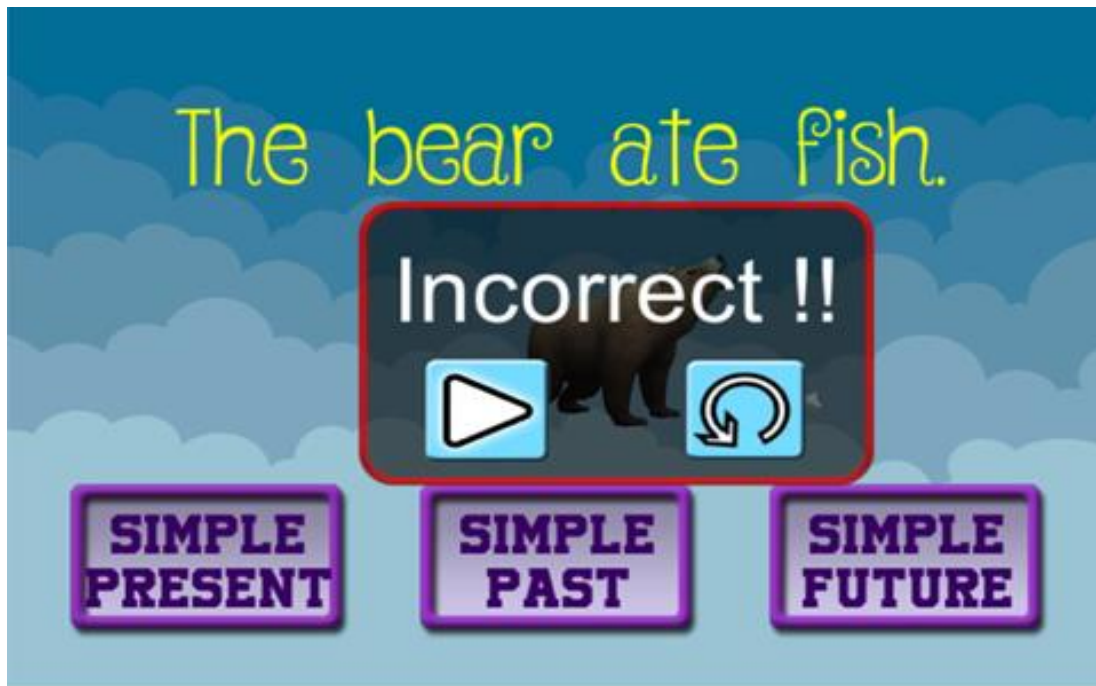 The bear ate fish.
Incorrect !!
SIMPLE
PRESENT
SIMPLE
PAST
SIMPLE
FUTURE